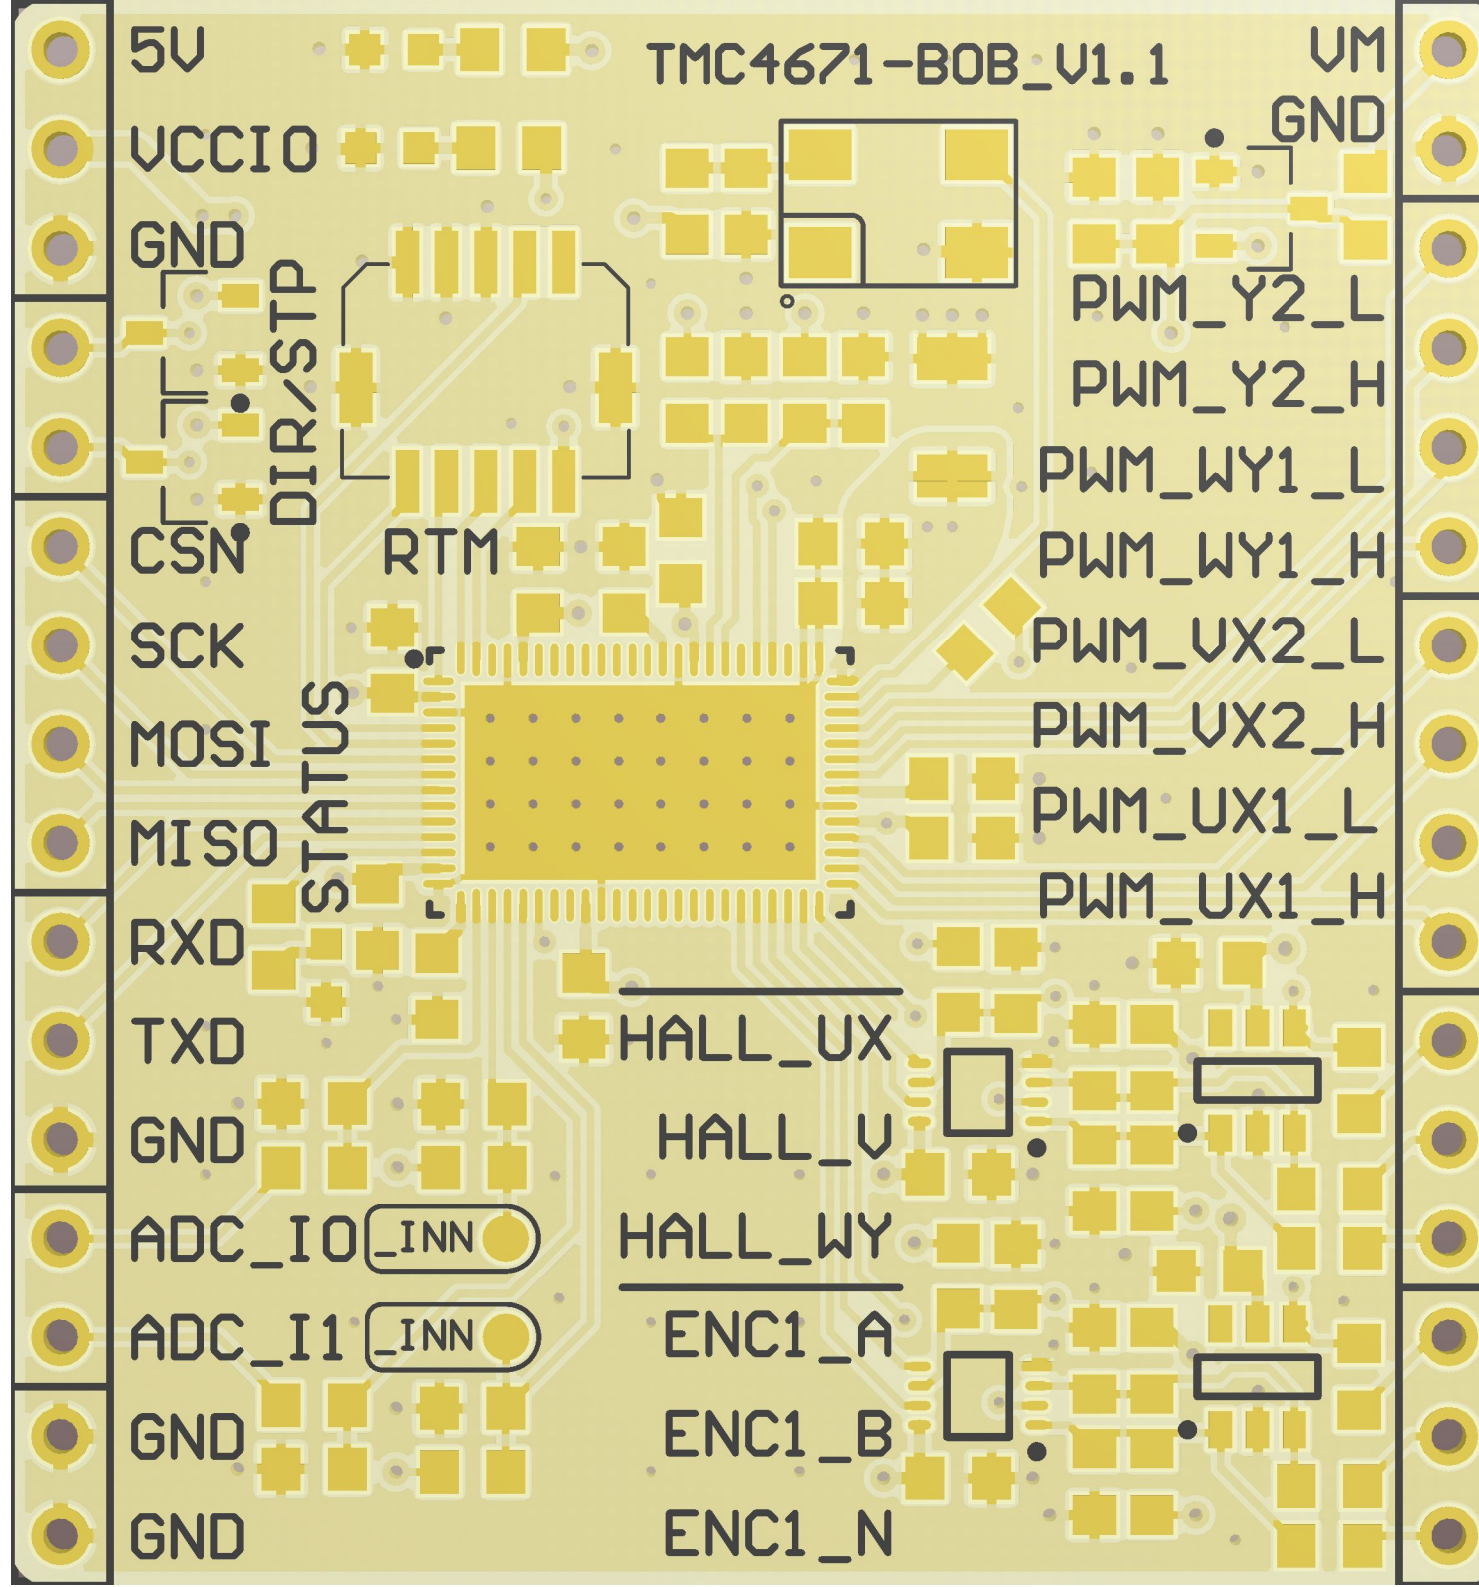 TMC4671-BOB_V1.1
5V
VCCIO
GND
DIR/STP
CSN
SCK
MOSI
MISO
RXD
TXD
GND
ADC_I0
_INN
ADC_I1
_INN
GND
GND
RTM
STATUS
VM
GND
PWM_Y2_L
PWM_Y2_H
PWM_WY1_L
PWM_WY1_H
PWM_VX2_L
PWM_VX2_H
PWM_UX1_L
PWM_UX1_H
HALL_UX
HALL_V
HALL_WY
ENC1_A
ENC1_B
ENC1_N